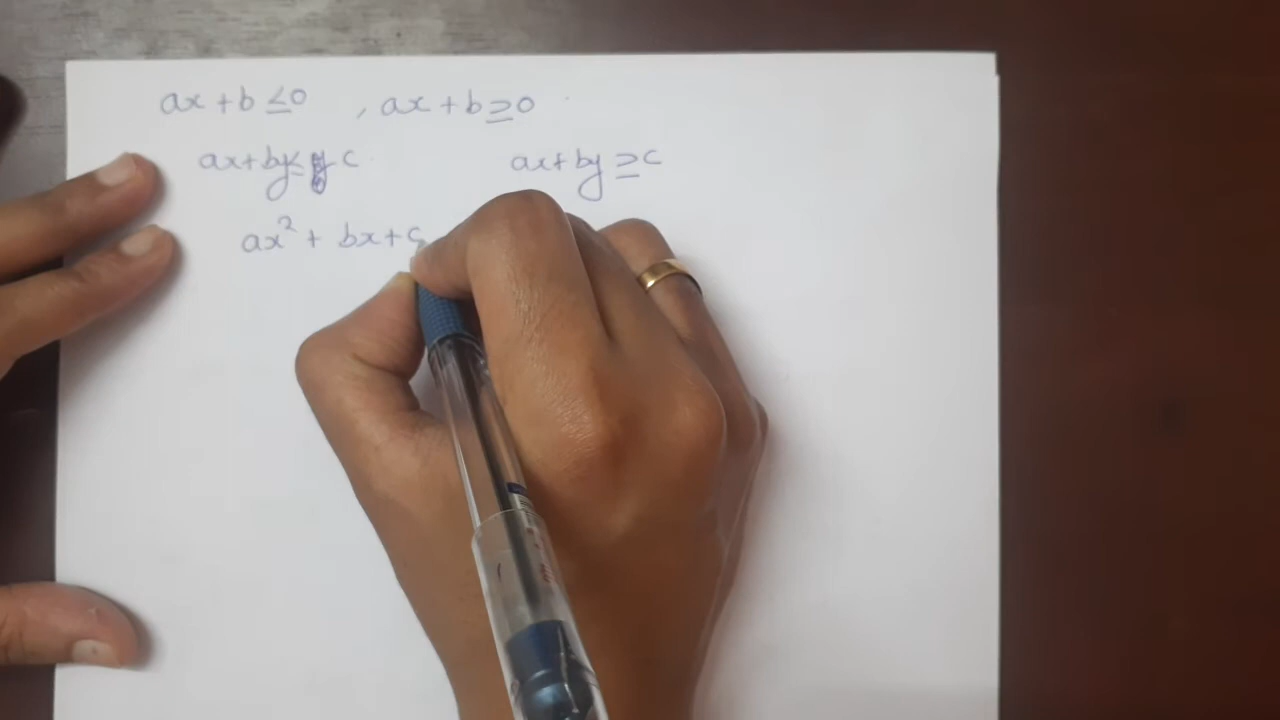 ax + b ≤ 0 , ax + b ≥ 0
ax + by ≤ c ax + by ≥ c
ax² + bx + c